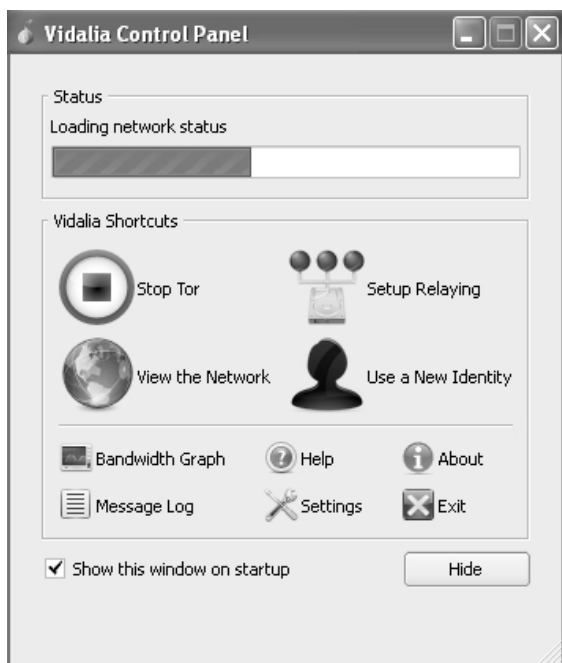 Vidalia Control Panel
Status
Loading network status
Vidalia Shortcuts
Stop Tor
Setup Relaying
View the Network
Use a New Identity
Bandwidth Graph
Help
About
Message Log
Settings
Exit
Show this window on startup
Hide